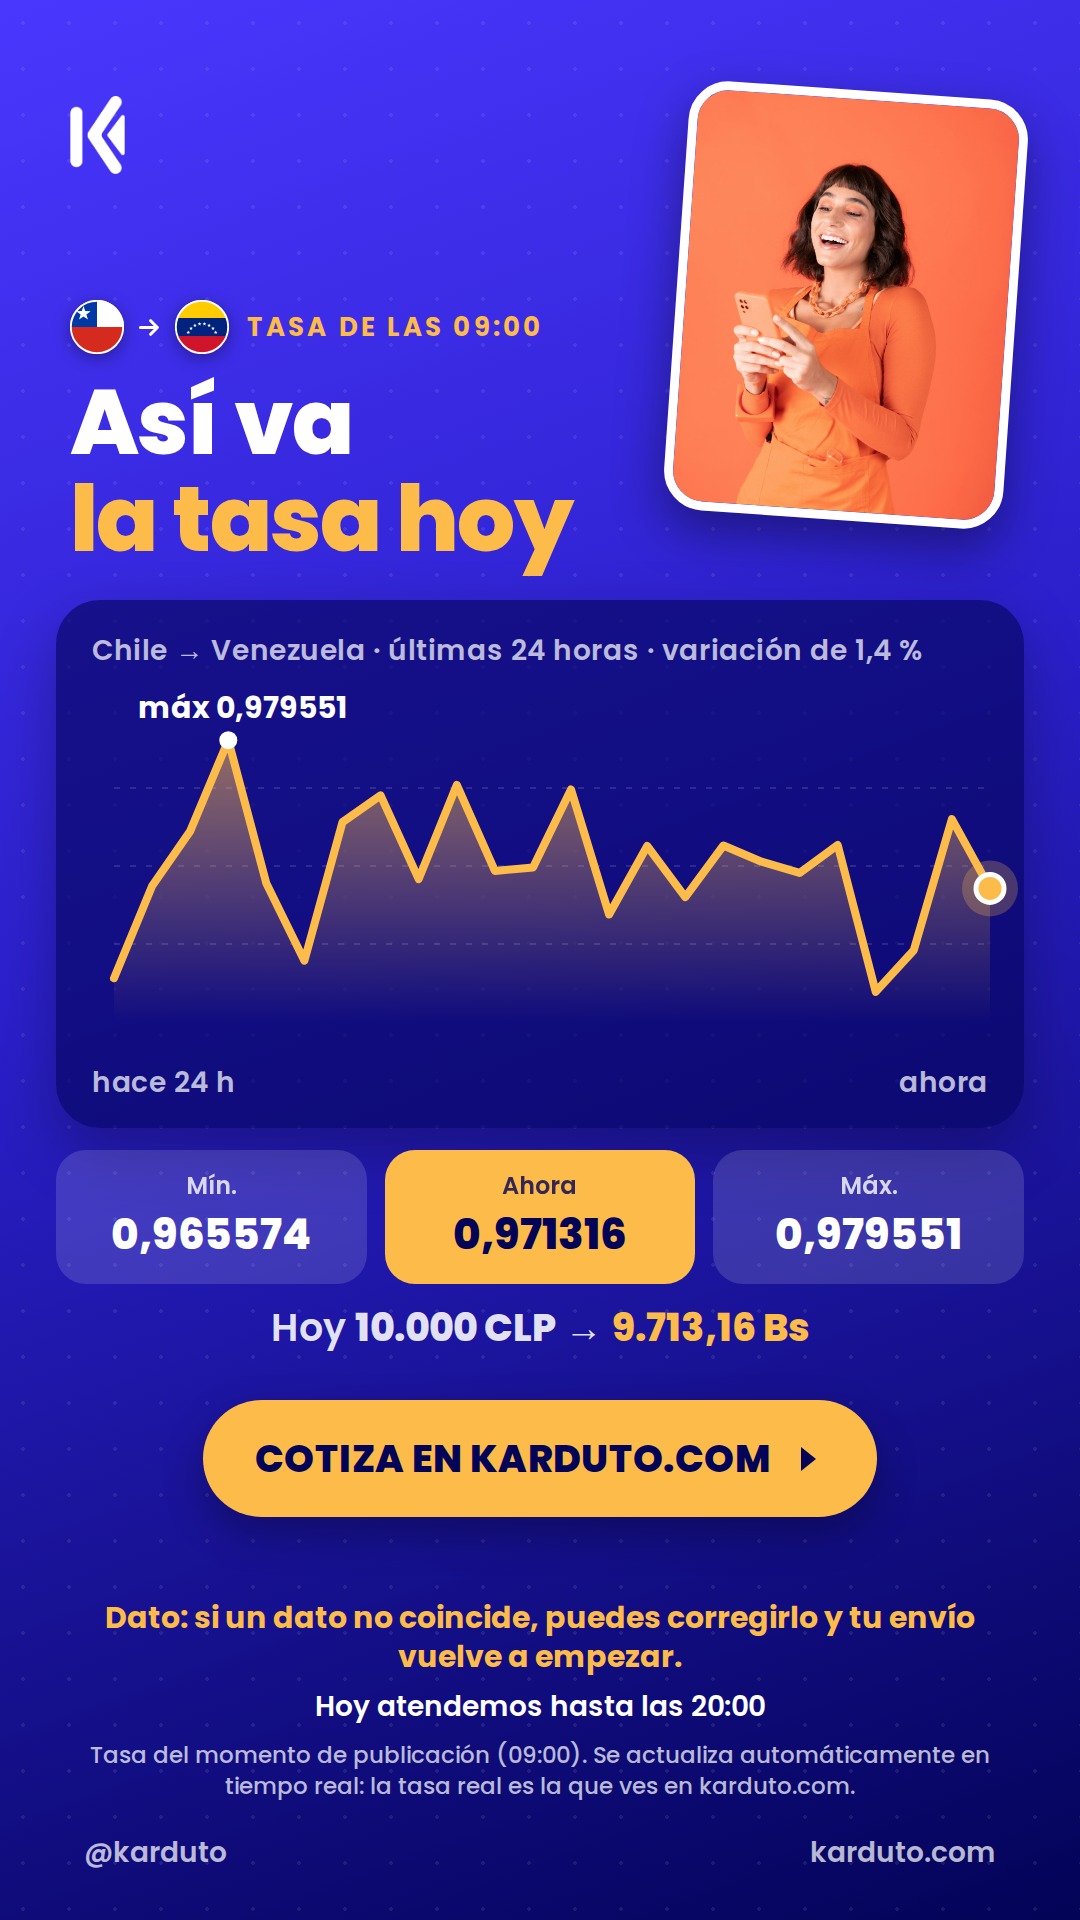 TASA DE LAS 09:00
Así va
la tasa hoy
Chile → Venezuela · últimas 24 horas · variación de 1,4 %
máx 0,979551
hace 24 h
ahora
Mín.
0,965574
Ahora
0,971316
Máx.
0,979551
Hoy 10.000 CLP → 9.713,16 Bs
COTIZA EN KARDUTO.COM
Dato: si un dato no coincide, puedes corregirlo y tu envío
vuelve a empezar.
Hoy atendemos hasta las 20:00
Tasa del momento de publicación (09:00). Se actualiza automáticamente en
tiempo real: la tasa real es la que ves en karduto.com.
@karduto
karduto.com